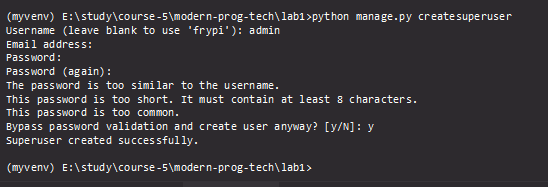 (myvenv) E:\study\course-5\modern-prog-tech\lab1>python manage.py createsuperuser
Username (leave blank to use 'frypi'): admin
Email address:
Password:
Password (again):
The password is too similar to the username.
This password is too short. It must contain at least 8 characters.
This password is too common.
Bypass password validation and create user anyway? [y/N]: y
Superuser created successfully.
(myvenv) E:\study\course-5\modern-prog-tech\lab1>